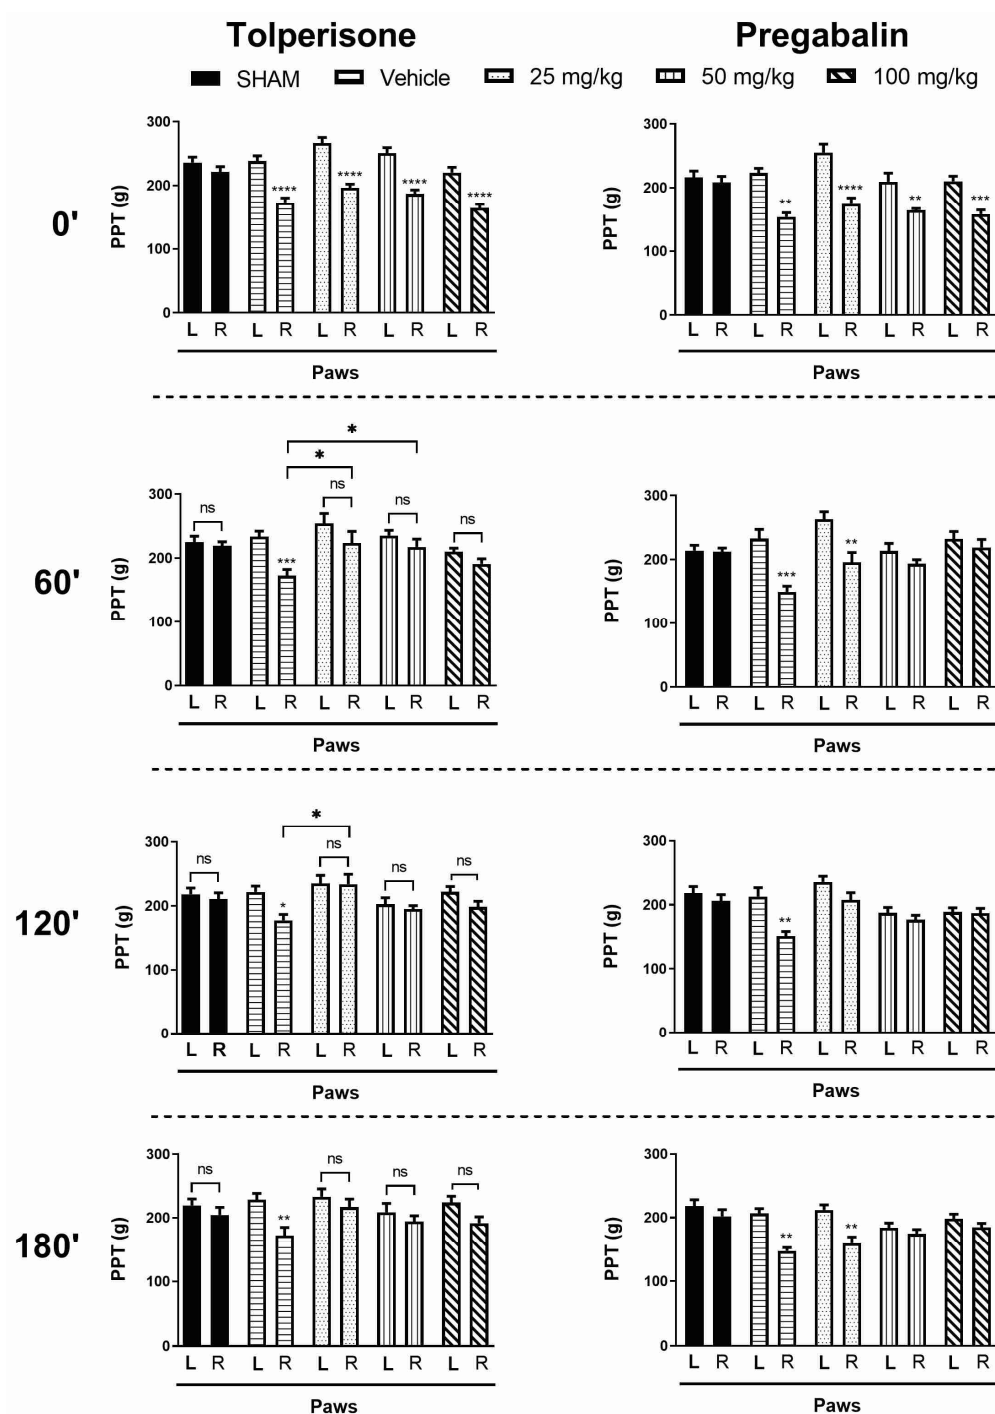 Tolperisone Pregabalin
SHAM Vehicle 25 mg/kg 50 mg/kg 100 mg/kg
0'
PPT (g)
300
200
100
0
**** **** **** ****
L R L R L R L R L R
Paws
PPT (g)
300
200
100
0
** **** ** ***
L R L R L R L R L R
Paws
60'
PPT (g)
300
200
100
0
*
*
ns *** ns ns ns
L R L R L R L R L R
Paws
PPT (g)
300
200
100
0
*** **
L R L R L R L R L R
Paws
120'
PPT (g)
300
200
100
0
*
ns * ns ns ns
L R L R L R L R L R
Paws
PPT (g)
300
200
100
0
**
L R L R L R L R L R
Paws
180'
PPT (g)
300
200
100
0
ns ** ns ns ns
L R L R L R L R L R
Paws
PPT (g)
300
200
100
0
** **
L R L R L R L R L R
Paws